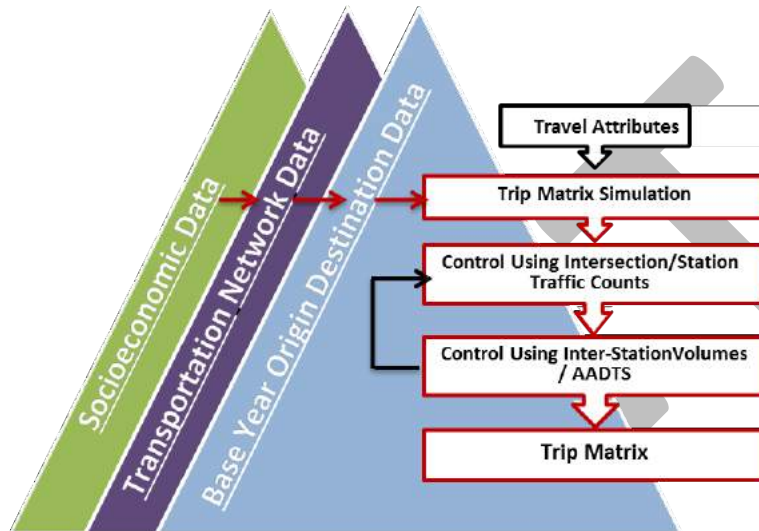 Socioeconomic Data
Transportation Network Data
Base Year Origin Destination Data
Travel Attributes
Trip Matrix Simulation
Control Using Intersection/Station
Traffic Counts
Control Using Inter-StationVolumes
/ AADTS
Trip Matrix